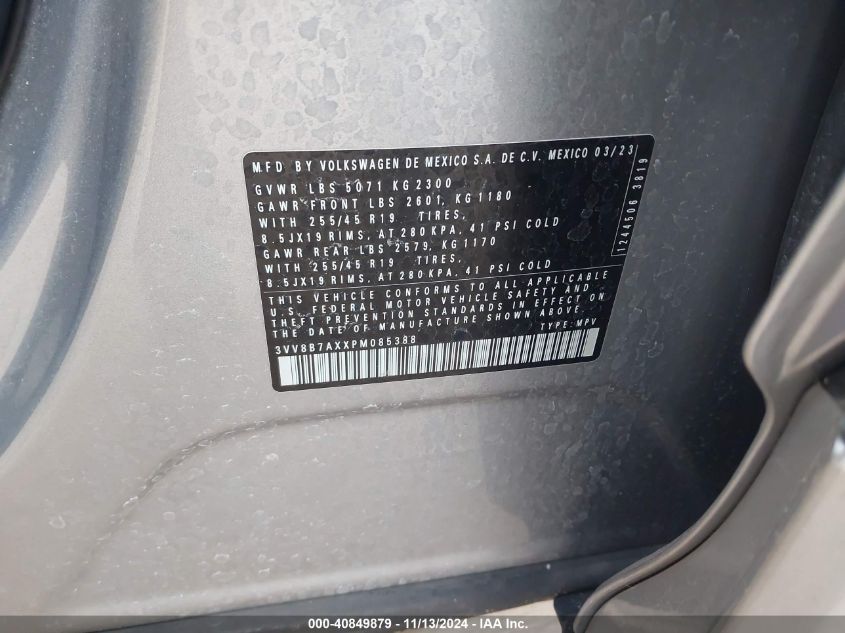 MFD BY VOLKSWAGEN DE MEXICO S.A. DE C.V. MEXICO 03/23
GVWR LBS 5071 KG 2300
GAWR FRONT LBS 2601, KG 1180
WITH 255/45 R19 TIRES,
8.5JX19 RIMS, AT 280 KPA, 41 PSI COLD
GAWR REAR LBS 2579, KG 1170
WITH 255/45 R19 TIRES,
8.5JX19 RIMS, AT 280 KPA, 41 PSI COLD
THIS VEHICLE CONFORMS TO ALL APPLICABLE
U.S. FEDERAL MOTOR VEHICLE SAFETY AND
THEFT PREVENTION STANDARDS IN EFFECT ON
THE DATE OF MANUFACTURE SHOWN ABOVE.
3VV8B7AXXPM085388 TYPE: MPV
1244506 3819
000-40849879 - 11/13/2024 - IAAI.COM.